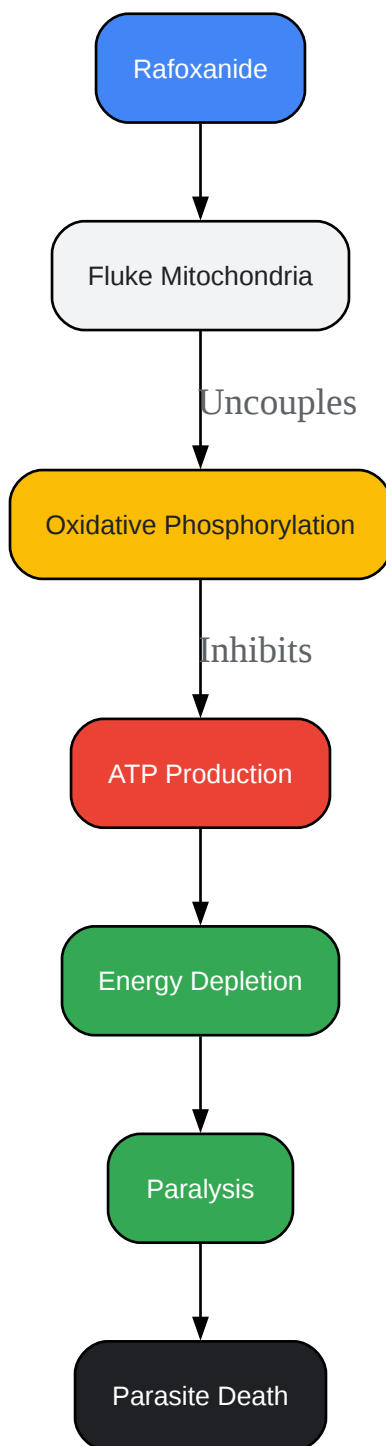 Rafoxanide
Fluke Mitochondria
Uncouples
Oxidative Phosphorylation
Inhibits
ATP Production
Energy Depletion
Paralysis
Parasite Death